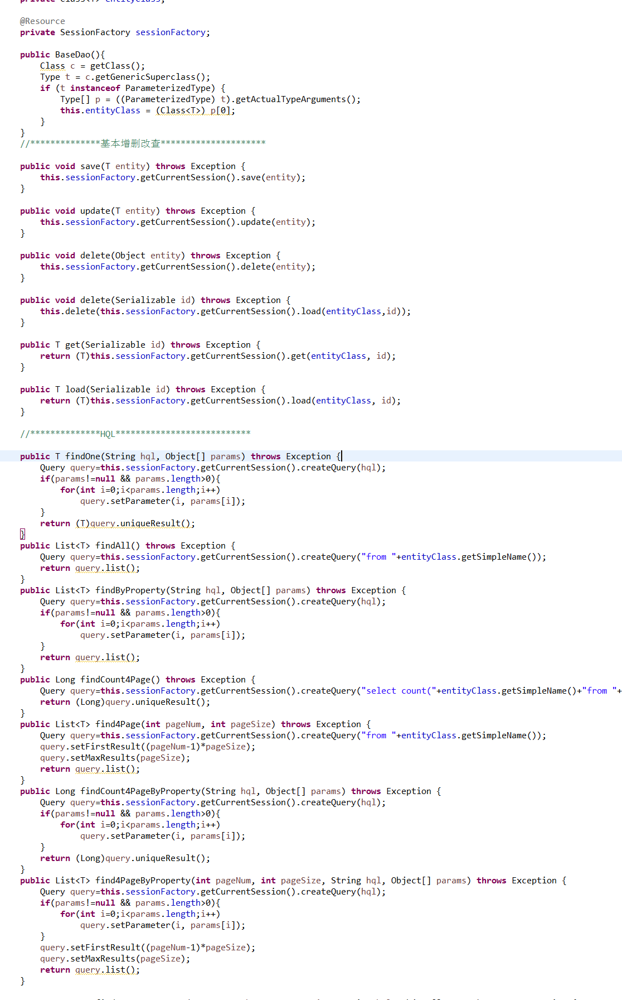 private Class<T> entityClass;
@Resource
private SessionFactory sessionFactory;
public BaseDao(){
Class c = getClass();
Type t = c.getGenericSuperclass();
if (t instanceof ParameterizedType) {
Type[] p = ((ParameterizedType) t).getActualTypeArguments();
this.entityClass = (Class<T>) p[0];
}
}
//**************基本增删改查*********************
public void save(T entity) throws Exception {
this.sessionFactory.getCurrentSession().save(entity);
}
public void update(T entity) throws Exception {
this.sessionFactory.getCurrentSession().update(entity);
}
public void delete(Object entity) throws Exception {
this.sessionFactory.getCurrentSession().delete(entity);
}
public void delete(Serializable id) throws Exception {
this.delete(this.sessionFactory.getCurrentSession().load(entityClass,id));
}
public T get(Serializable id) throws Exception {
return (T)this.sessionFactory.getCurrentSession().get(entityClass, id);
}
public T load(Serializable id) throws Exception {
return (T)this.sessionFactory.getCurrentSession().load(entityClass, id);
}
//**************HQL***************************
public T findOne(String hql, Object[] params) throws Exception {
Query query=this.sessionFactory.getCurrentSession().createQuery(hql);
if(params!=null && params.length>0){
for(int i=0;i<params.length;i++)
query.setParameter(i, params[i]);
}
return (T)query.uniqueResult();
}
public List<T> findAll() throws Exception {
Query query=this.sessionFactory.getCurrentSession().createQuery("from "+entityClass.getSimpleName());
return query.list();
}
public List<T> findByProperty(String hql, Object[] params) throws Exception {
Query query=this.sessionFactory.getCurrentSession().createQuery(hql);
if(params!=null && params.length>0){
for(int i=0;i<params.length;i++)
query.setParameter(i, params[i]);
}
return query.list();
}
public Long findCount4Page() throws Exception {
Query query=this.sessionFactory.getCurrentSession().createQuery("select count("+entityClass.getSimpleName()+"from "+
return (Long)query.uniqueResult();
}
public List<T> find4Page(int pageNum, int pageSize) throws Exception {
Query query=this.sessionFactory.getCurrentSession().createQuery("from "+entityClass.getSimpleName());
query.setFirstResult((pageNum-1)*pageSize);
query.setMaxResults(pageSize);
return query.list();
}
public Long findCount4PageByProperty(String hql, Object[] params) throws Exception {
Query query=this.sessionFactory.getCurrentSession().createQuery(hql);
if(params!=null && params.length>0){
for(int i=0;i<params.length;i++)
query.setParameter(i, params[i]);
}
return (Long)query.uniqueResult();
}
public List<T> find4PageByProperty(int pageNum, int pageSize, String hql, Object[] params) throws Exception {
Query query=this.sessionFactory.getCurrentSession().createQuery(hql);
if(params!=null && params.length>0){
for(int i=0;i<params.length;i++)
query.setParameter(i, params[i]);
}
query.setFirstResult((pageNum-1)*pageSize);
query.setMaxResults(pageSize);
return query.list();
}